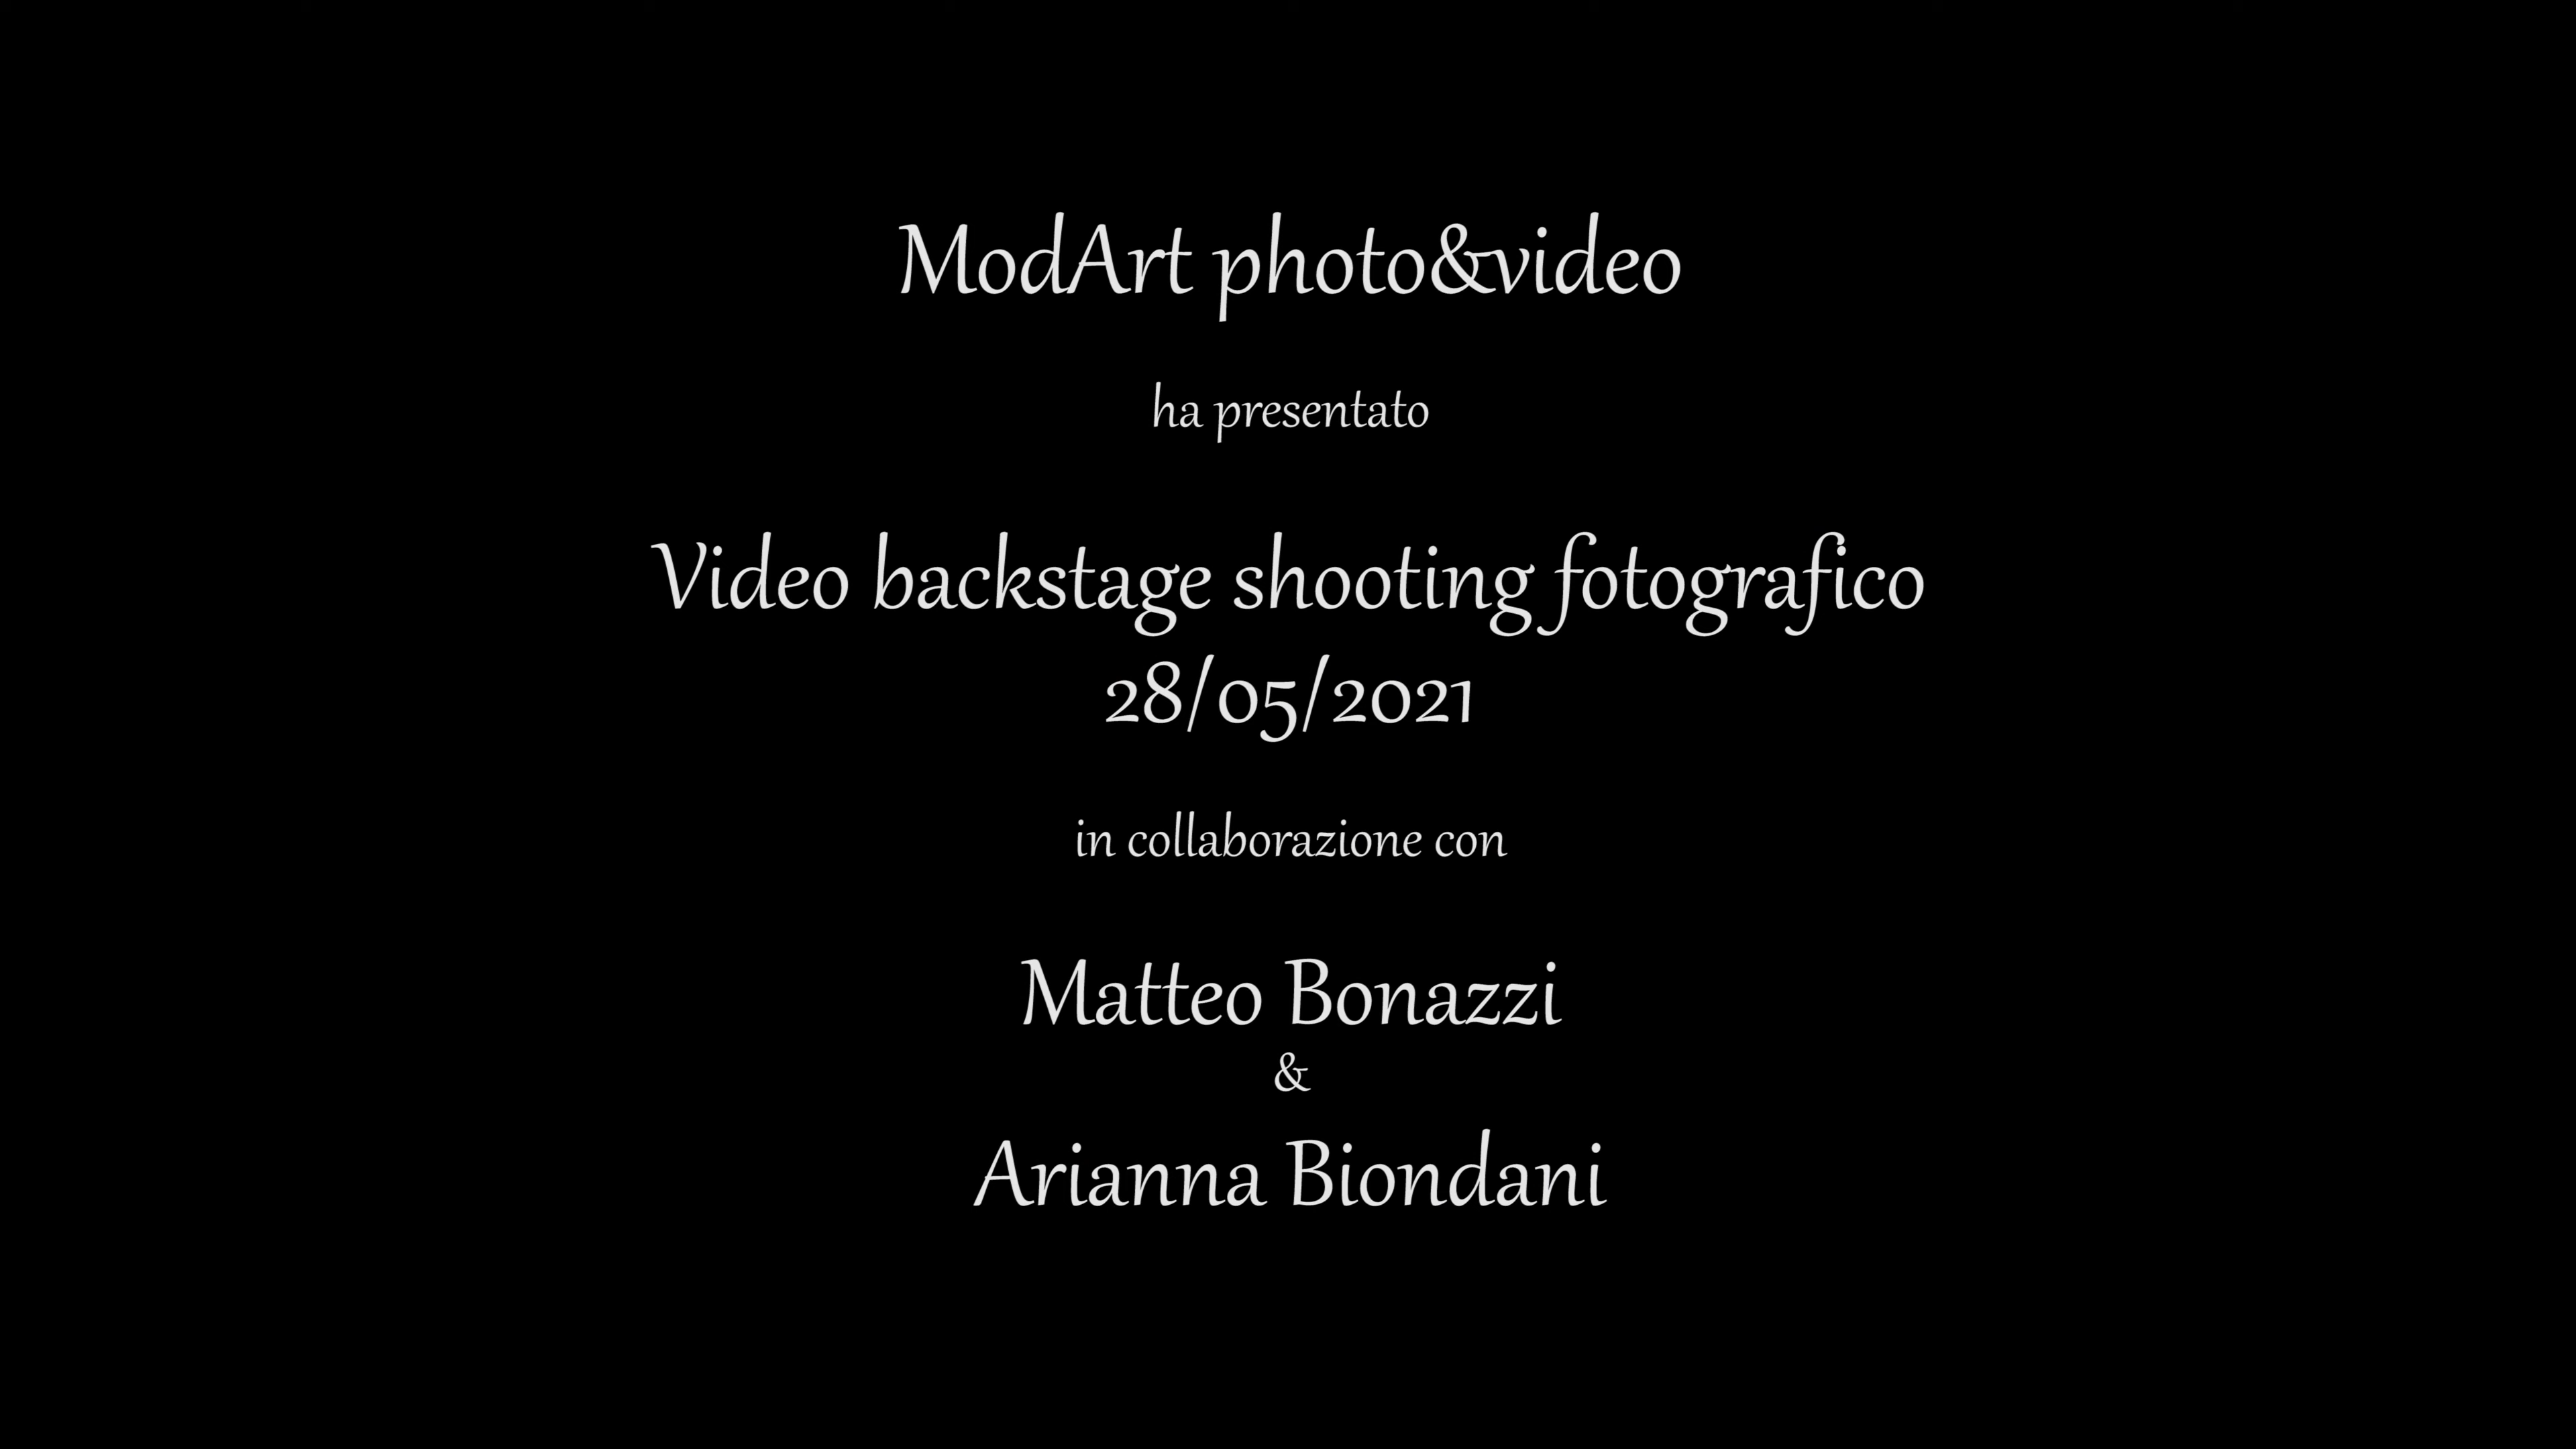 ModArt photo&video
ha presentato
Video backstage shooting fotografico
28/05/2021
in collaborazione con
Matteo Bonazzi
&
Arianna Biondani